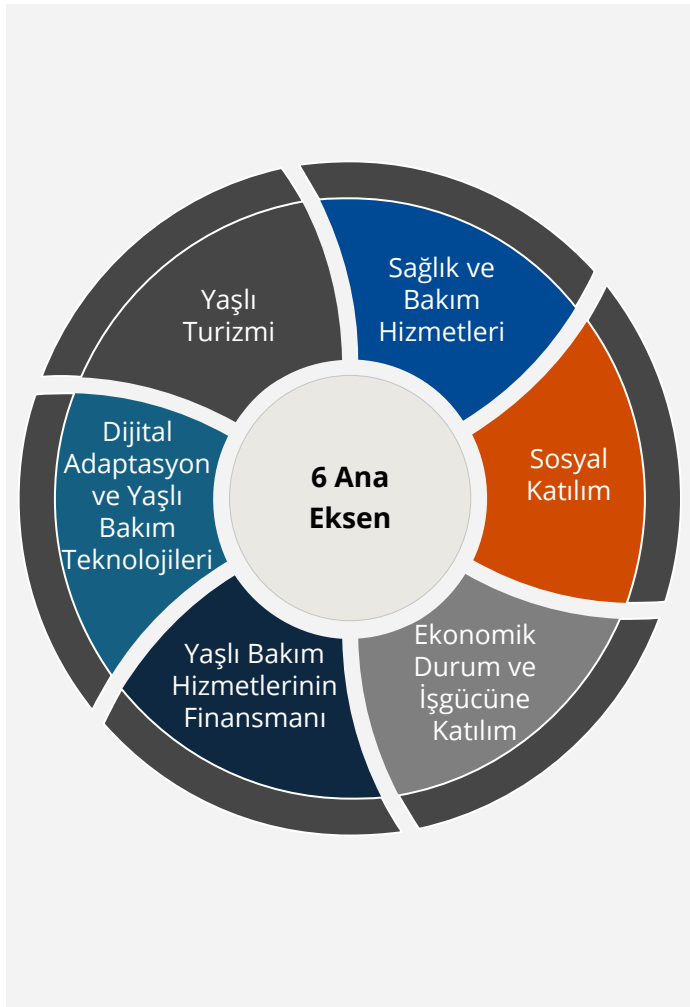 Sağlık ve
Bakım
Hizmetleri
Sosyal
Katılım
Ekonomik
Durum ve
İşgücüne
Katılım
Yaşlı Bakım
Hizmetlerinin
Finansmanı
Dijital
Adaptasyon
ve Yaşlı
Bakım
Teknolojileri
Yaşlı
Turizmi
6 Ana
Eksen